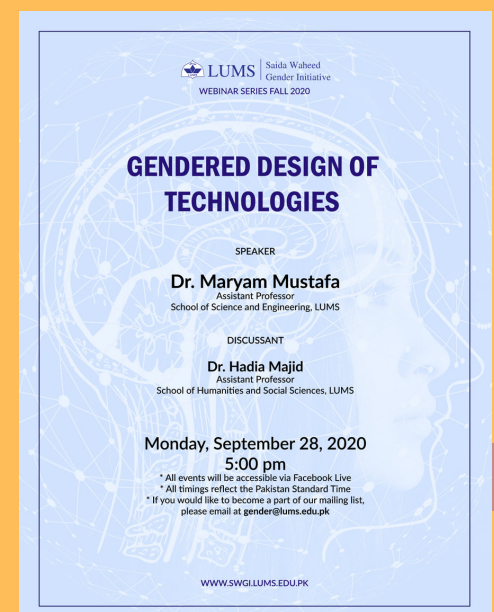 LUMS
Saida Waheed
Gender Initiative
WEBINAR SERIES FALL 2020
GENDERED DESIGN OF
TECHNOLOGIES
SPEAKER
Dr. Maryam Mustafa
Assistant Professor
School of Science and Engineering, LUMS
DISCUSSANT
Dr. Hadia Majid
Assistant Professor
School of Humanities and Social Sciences, LUMS
Monday, September 28, 2020
5:00 pm
* All events will be accessible via Facebook Live
* All timings reflect the Pakistan Standard Time
* If you would like to become a part of our mailing list,
please email at gender@lums.edu.pk
WWW.SWGI.LUMS.EDU.PK